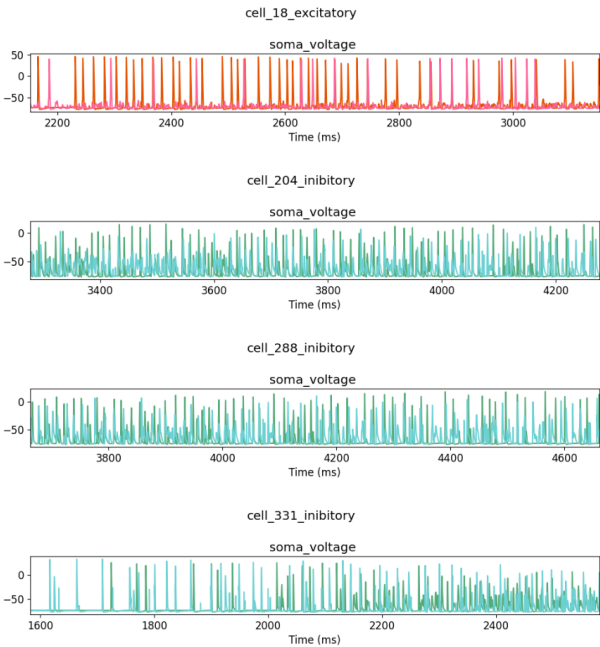 cell_18_excitatory
soma_voltage
50
0
−50
2200 2400 2600 2800 3000
Time (ms)
cell_204_inibitory
soma_voltage
0
−50
3400 3600 3800 4000 4200
Time (ms)
cell_288_inibitory
soma_voltage
0
−50
3800 4000 4200 4400 4600
Time (ms)
cell_331_inibitory
soma_voltage
0
−50
1600 1800 2000 2200 2400
Time (ms)